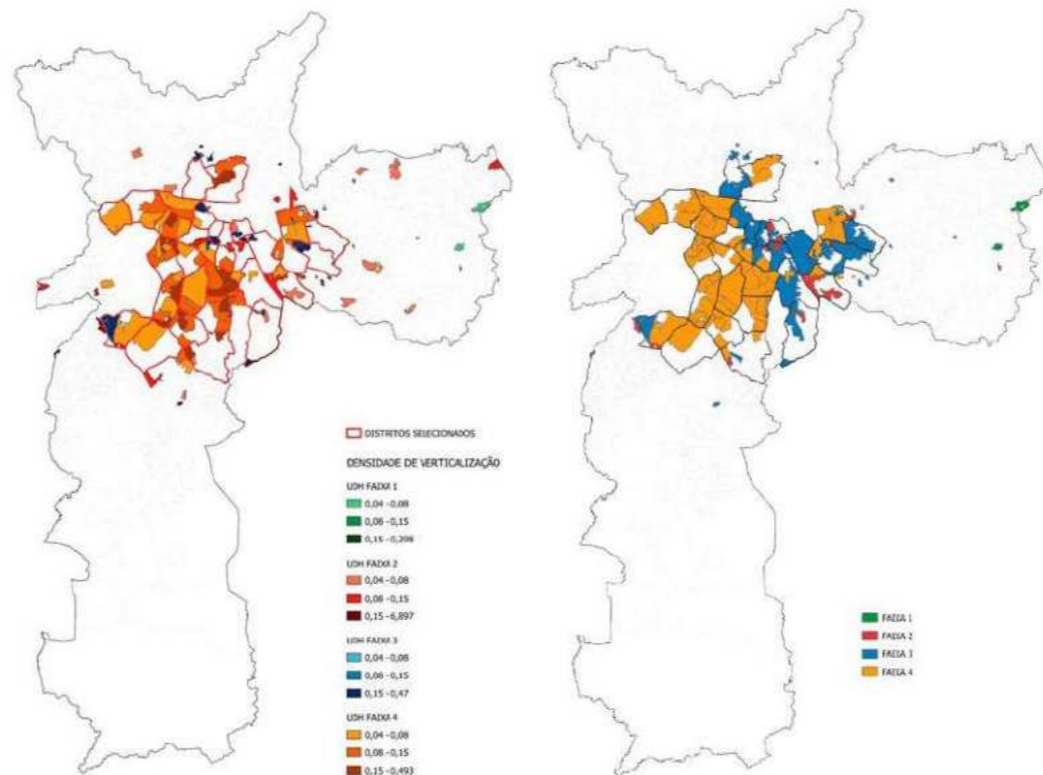 DISTRITOS SELECIONADOS
DENSIDADE DE VERTICALIZAÇÃO
UDH FAIXA 1
0,04 -0,08
0,08 -0,15
0,15 -0,298
UDH FAIXA 2
0,04 -0,08
0,08 -0,15
0,15 -6,897
UDH FAIXA 3
0,04 -0,08
0,08 -0,15
0,15 -0,47
UDH FAIXA 4
0,04 -0,08
0,08 -0,15
0,15 -0,493
FAIXA 1
FAIXA 2
FAIXA 3
FAIXA 4